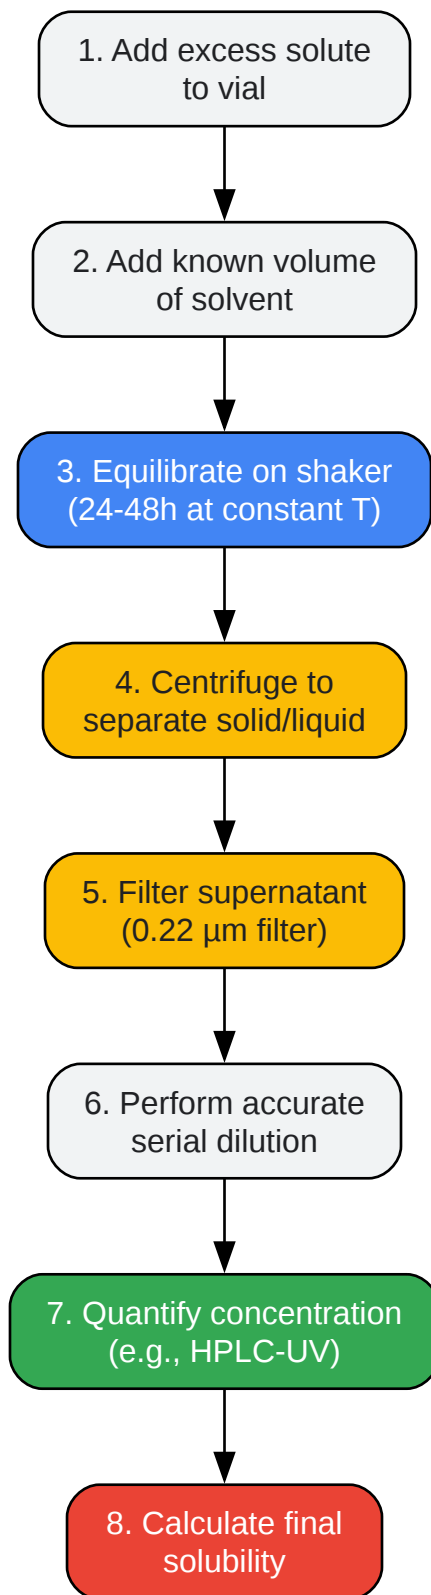 1. Add excess solute
to vial
2. Add known volume
of solvent
3. Equilibrate on shaker
(24-48h at constant T)
4. Centrifuge to
separate solid/liquid
5. Filter supernatant
(0.22 µm filter)
6. Perform accurate
serial dilution
7. Quantify concentration
(e.g., HPLC-UV)
8. Calculate final
solubility